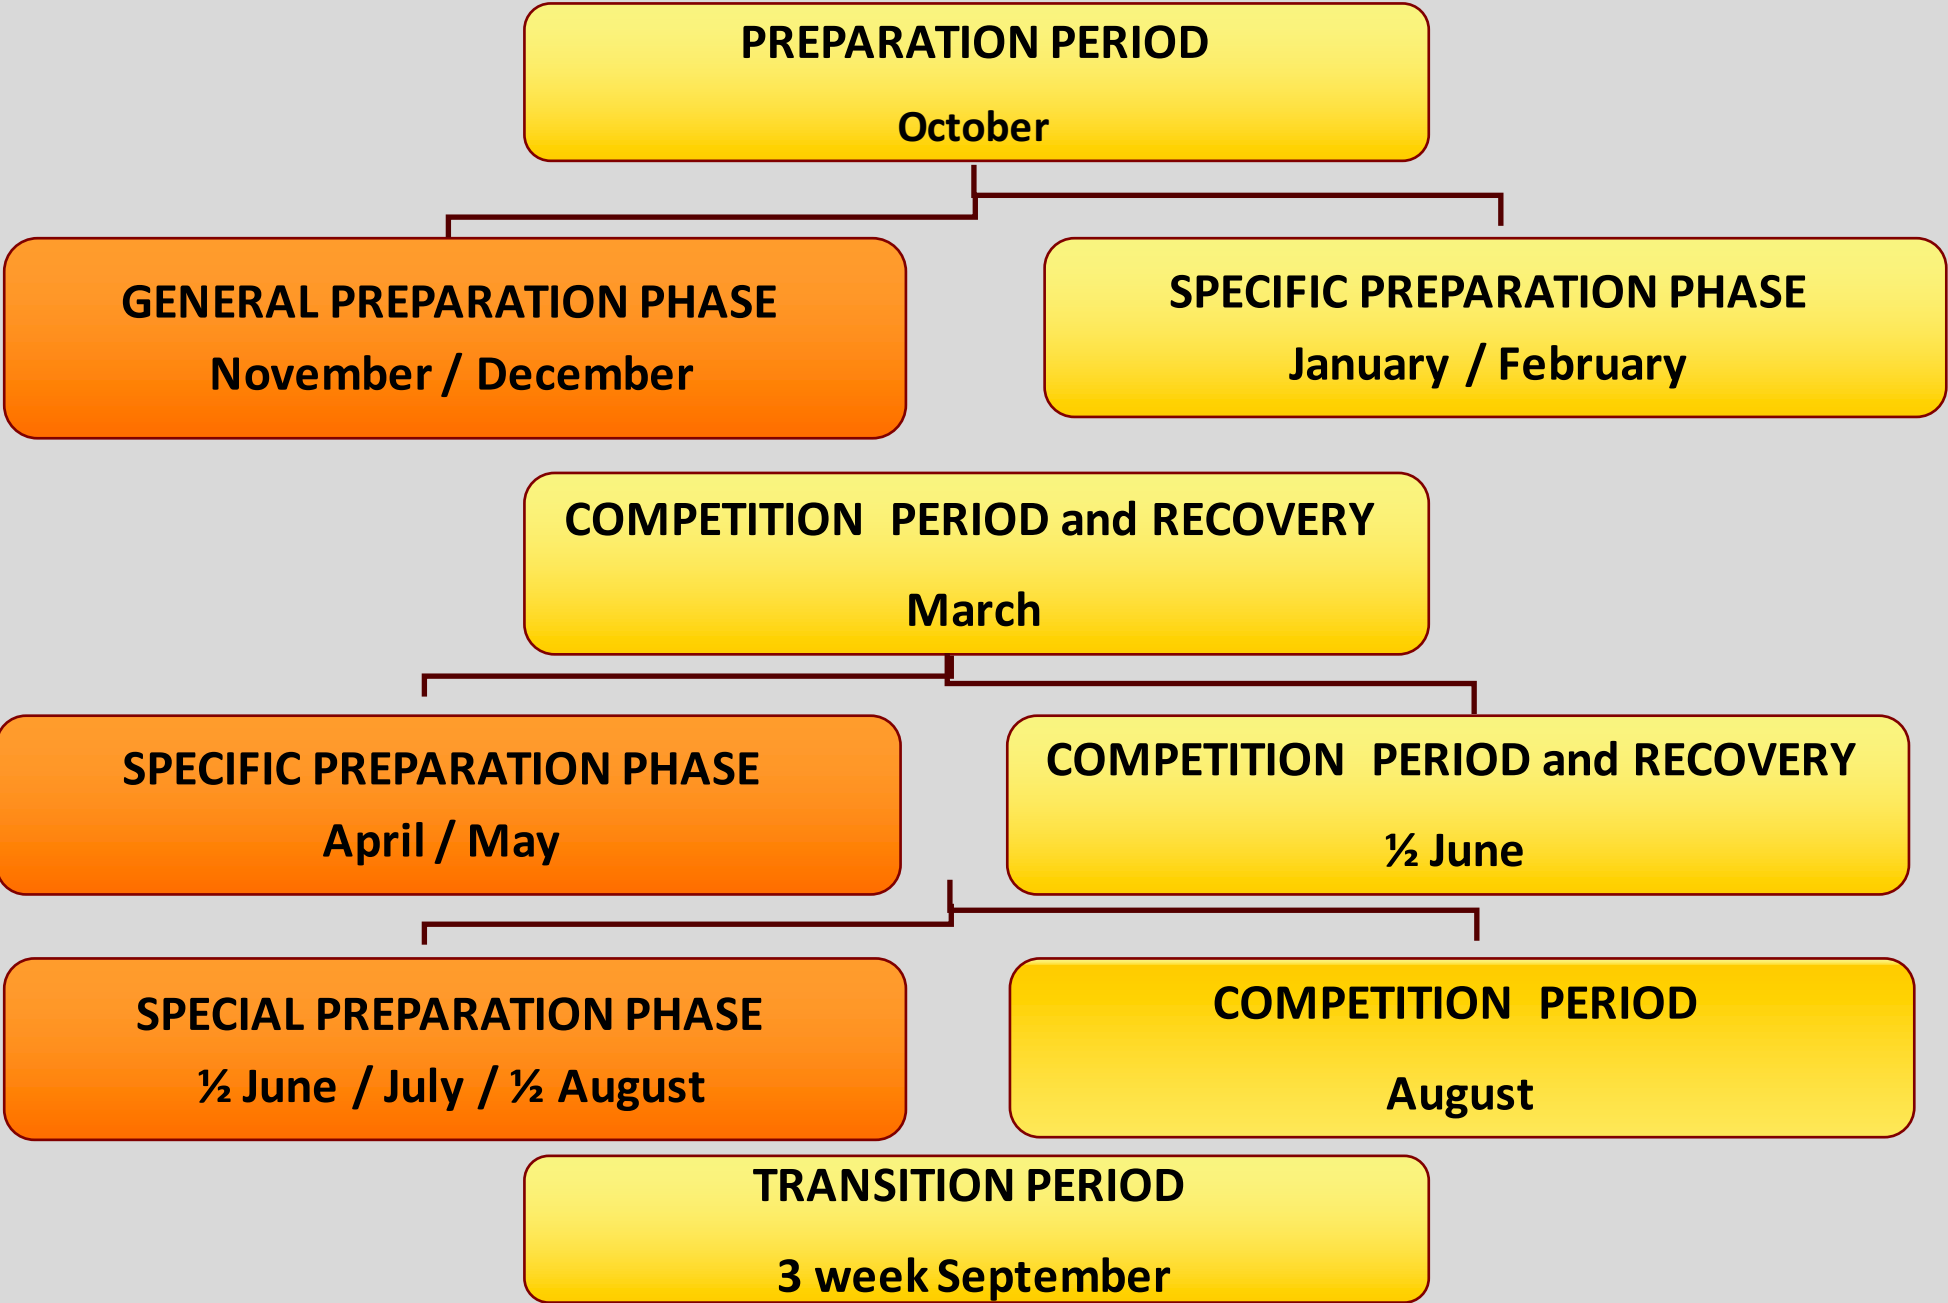 PREPARATION PERIOD
October
GENERAL PREPARATION PHASE
November / December
SPECIFIC PREPARATION PHASE
January / February
COMPETITION PERIOD and RECOVERY
March
SPECIFIC PREPARATION PHASE
April / May
COMPETITION PERIOD and RECOVERY
½ June
SPECIAL PREPARATION PHASE
½ June / July / ½ August
COMPETITION PERIOD
August
TRANSITION PERIOD
3 week September